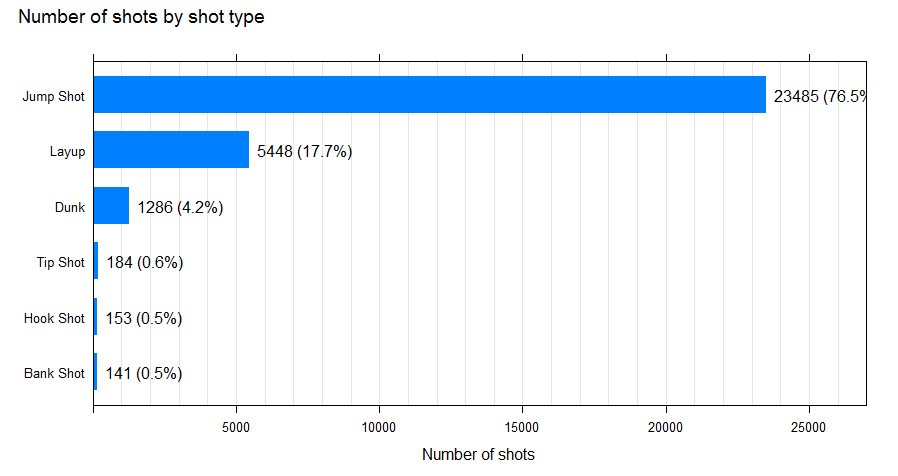 Number of shots by shot type
Jump Shot 23485 (76.5%
Layup 5448 (17.7%)
Dunk 1286 (4.2%)
Tip Shot 184 (0.6%)
Hook Shot 153 (0.5%)
Bank Shot 141 (0.5%)
5000 10000 15000 20000 25000
Number of shots